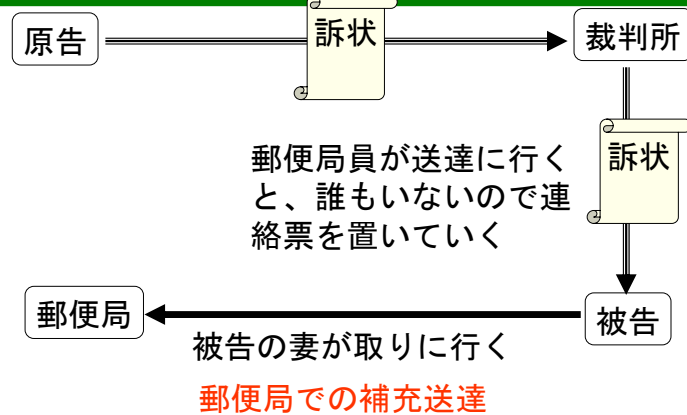 原告
訴状
裁判所
郵便局員が送達に行く
と、誰もいないので連
絡票を置いていく
訴状
郵便局
被告
被告の妻が取りに行く
郵便局での補充送達